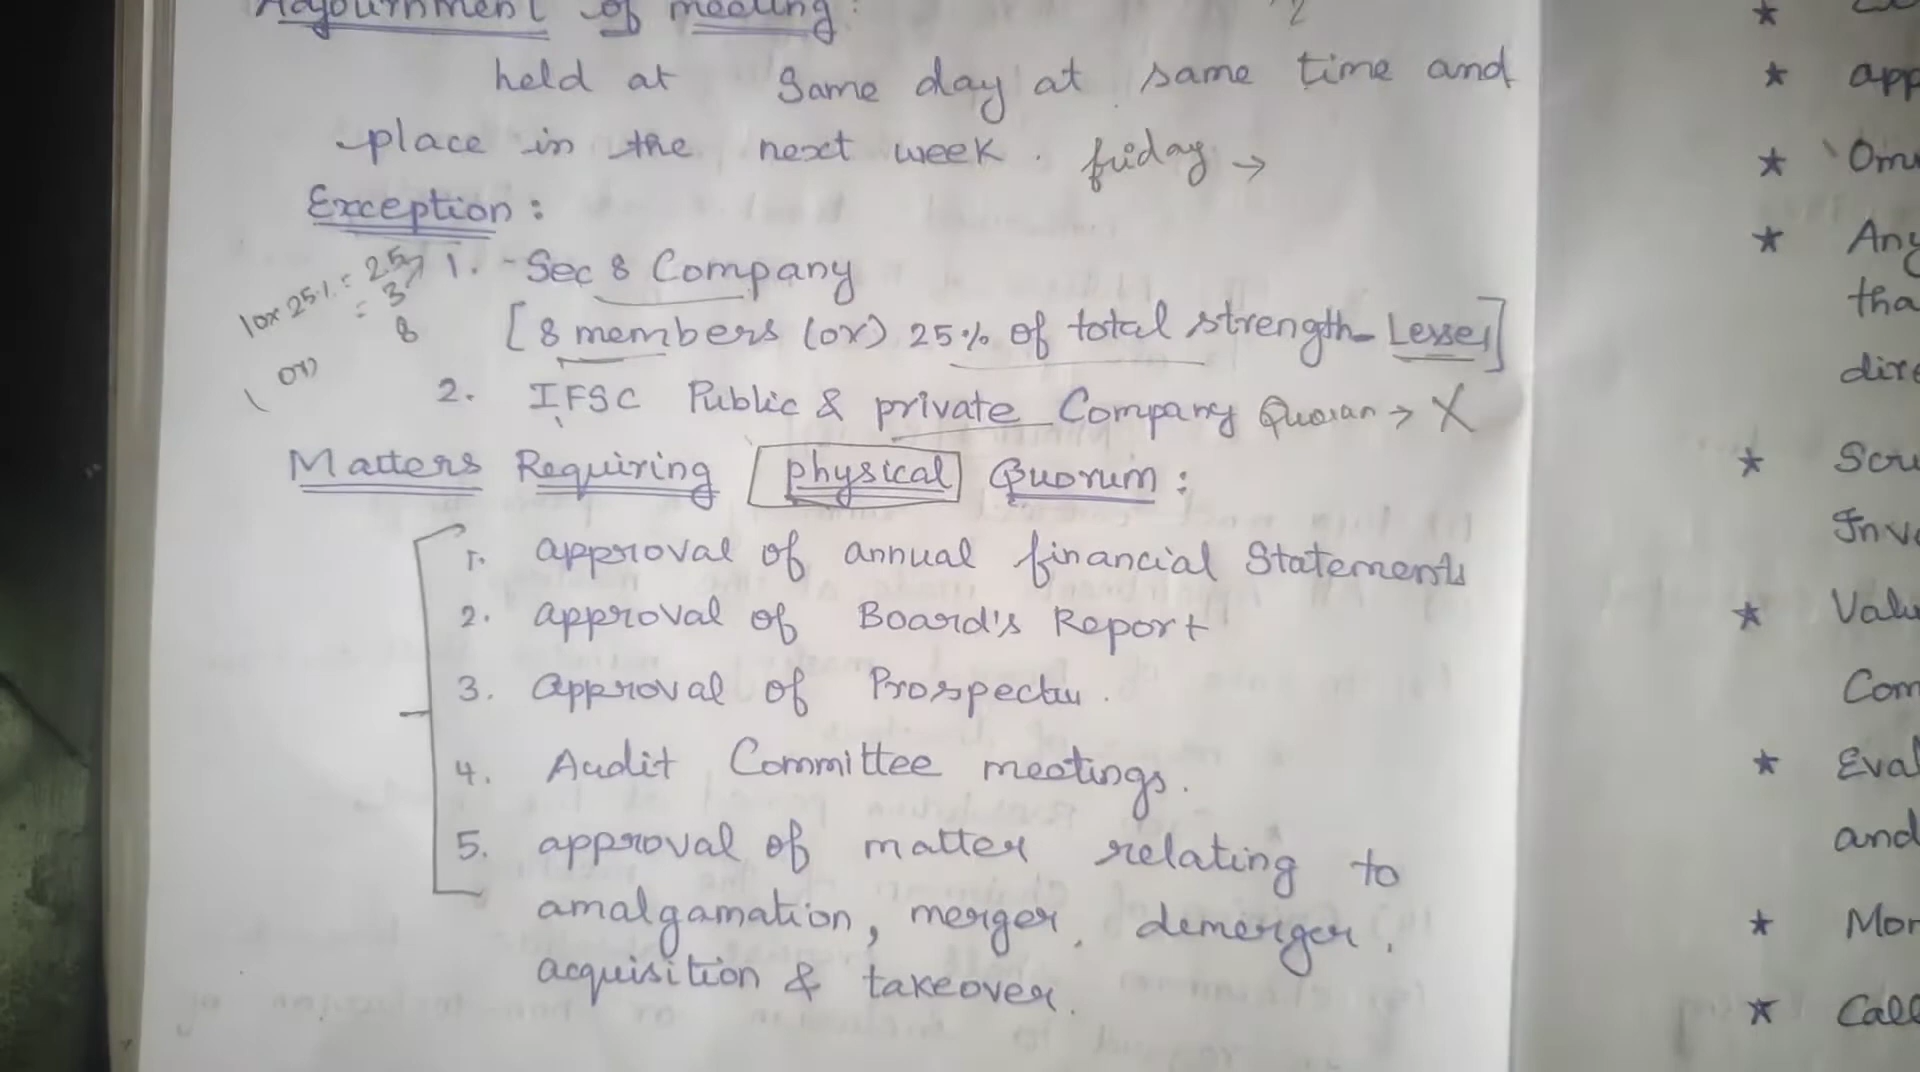 Adjournment of meeting:
held at same day at same time and
place in the next week. friday →
Exception:
1. Sec 8 Company
10x 25% = 2.5
= 3
8
(or)
[8 members (or) 25% of total strength - Lesser]
2. IFSC Public & private Company Quoran → X
Matters Requiring physical Quorum:
1. approval of annual financial Statements
2. approval of Board's Report
3. approval of Prospectus.
4. Audit Committee meetings.
5. approval of matter relating to
amalgamation, merger, demerger,
acquisition & takeover.
★
★ app
★ Om
★ Any
tha
dire
★ Scru
Inve
★ Valu
Com
★ Eval
and
★ Mon
★ Call